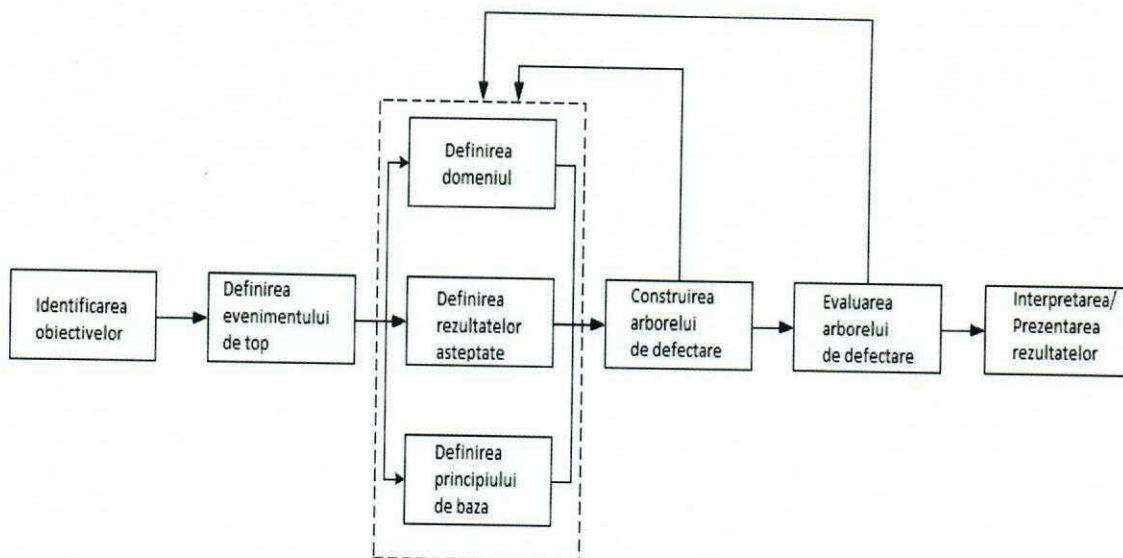 Identificarea
obiectivelor
Definirea
evenimentului
de top
Definirea
domeniul
Definirea
rezultatelor
asteptate
Definirea
principiului
de baza
Construirea
arborelui
de defectare
Evaluarea
arborelui
de defectare
Interpretarea/
Prezentarea
rezultatelor